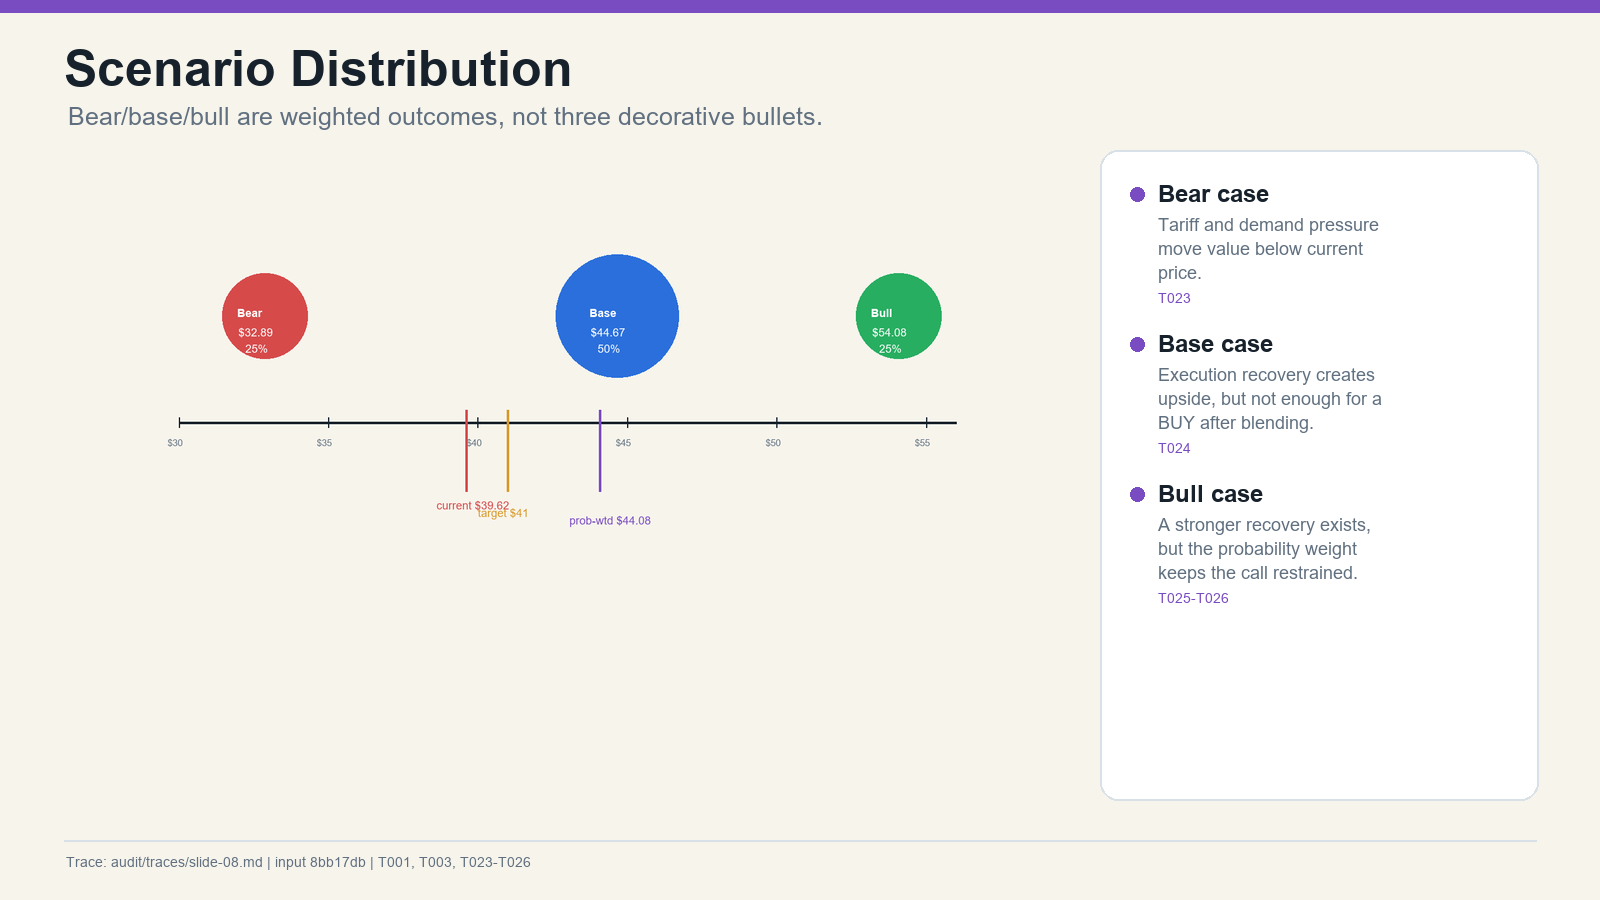 Scenario Distribution
Bear/base/bull are weighted outcomes, not three decorative bullets.
Bear
$32.89
25%
Base
$44.67
50%
Bull
$54.08
25%
$30
$35
$40
$45
$50
$55
current $39.62
target $41
prob-wtd $44.08
Bear case
Tariff and demand pressure
move value below current
price.
T023
Base case
Execution recovery creates
upside, but not enough for a
BUY after blending.
T024
Bull case
A stronger recovery exists,
but the probability weight
keeps the call restrained.
T025-T026
Trace: audit/traces/slide-08.md | input 8bb17db | T001, T003, T023-T026